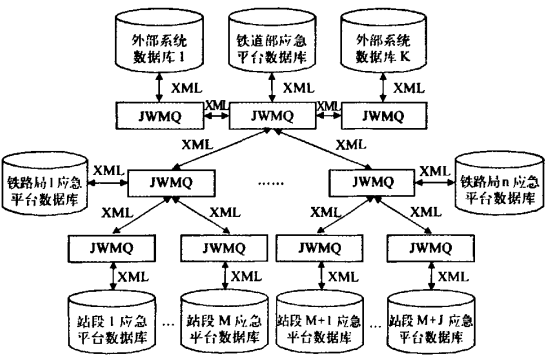 外部系统 铁道部应急 外部系统
数据库1 平台数据库 数据库K
XML XML XML
XML XML
JWMQ JWMQ JWMQ
XML XML
铁路局1应急 XML JWMQ …… JWMQ XML 铁路局n应急
平台数据库 平台数据库
XML XML XML XML
JWMQ JWMQ JWMQ JWMQ
XML XML XML XML
站段1应急 … 站段M应急 站段M+1应急 … 站段M+J应急
平台数据库 平台数据库 平台数据库 平台数据库